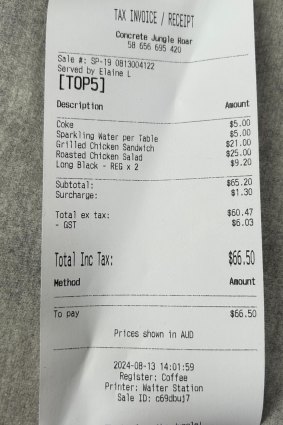 TAX INVOICE / RECEIPT
Concrete Jungle Roar
58 656 695 420
Sale #: SP-19 0813004122
Served by Elaine L
[TOP5]
Description Amount
Coke $5.00
Sparkling Water per Table $5.00
Grilled Chicken Sandwich $21.00
Roasted Chicken Salad $25.00
Long Black - REG x 2 $9.20
Subtotal: $65.20
Surcharge: $1.30
Total ex tax: $60.47
- GST $6.03
Total Inc Tax: $66.50
Method Amount
To pay $66.50
Prices shown in AUD
2024-08-13 14:01:59
Register: Coffee
Printer: Waiter Station
Sale ID: c69dbuj7